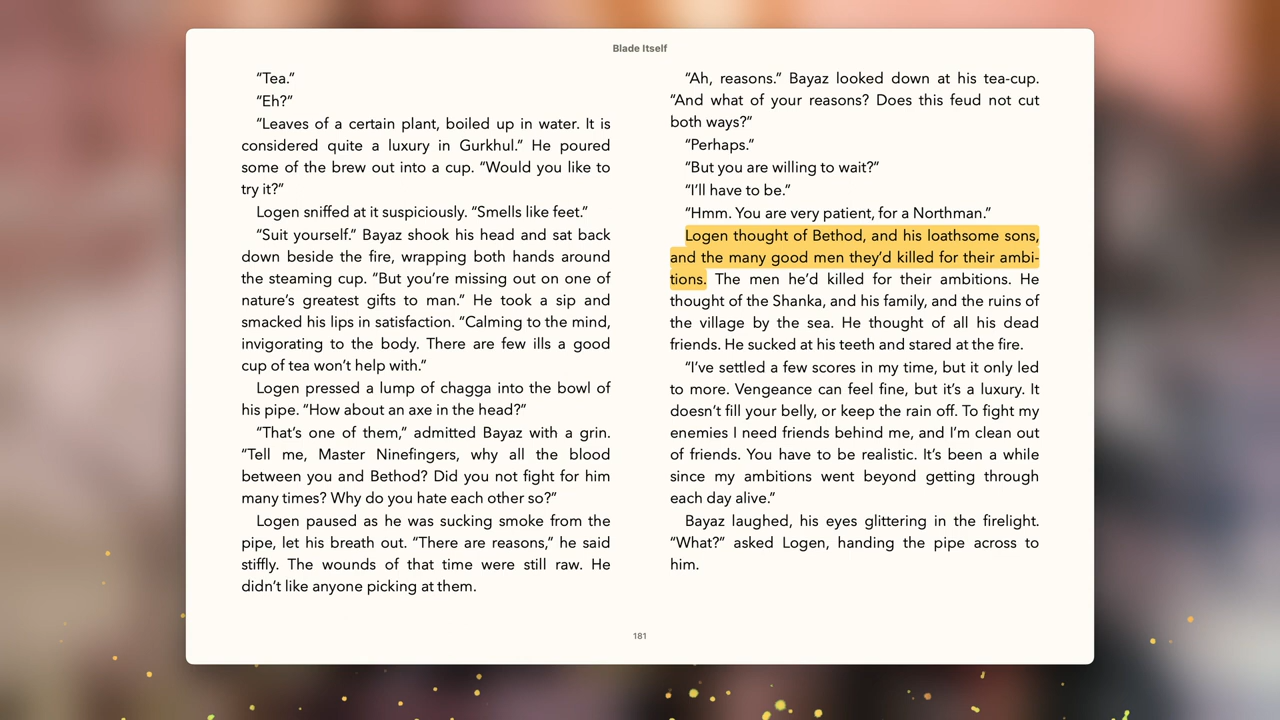 Blade Itself
“Tea.”
“Eh?”
“Leaves of a certain plant, boiled up in water. It is
considered quite a luxury in Gurkhul.” He poured
some of the brew out into a cup. “Would you like to
try it?”
Logen sniffed at it suspiciously. “Smells like feet.”
“Suit yourself.” Bayaz shook his head and sat back
down beside the fire, wrapping both hands around
the steaming cup. “But you’re missing out on one of
nature’s greatest gifts to man.” He took a sip and
smacked his lips in satisfaction. “Calming to the mind,
invigorating to the body. There are few ills a good
cup of tea won’t help with.”
Logen pressed a lump of chagga into the bowl of
his pipe. “How about an axe in the head?”
“That’s one of them,” admitted Bayaz with a grin.
“Tell me, Master Ninefingers, why all the blood
between you and Bethod? Did you not fight for him
many times? Why do you hate each other so?”
Logen paused as he was sucking smoke from the
pipe, let his breath out. “There are reasons,” he said
stiffly. The wounds of that time were still raw. He
didn’t like anyone picking at them.
“Ah, reasons.” Bayaz looked down at his tea-cup.
“And what of your reasons? Does this feud not cut
both ways?”
“Perhaps.”
“But you are willing to wait?”
“I’ll have to be.”
“Hmm. You are very patient, for a Northman.”
Logen thought of Bethod, and his loathsome sons,
and the many good men they’d killed for their ambi-
tions. The men he’d killed for their ambitions. He
thought of the Shanka, and his family, and the ruins of
the village by the sea. He thought of all his dead
friends. He sucked at his teeth and stared at the fire.
“I’ve settled a few scores in my time, but it only led
to more. Vengeance can feel fine, but it’s a luxury. It
doesn’t fill your belly, or keep the rain off. To fight my
enemies I need friends behind me, and I’m clean out
of friends. You have to be realistic. It’s been a while
since my ambitions went beyond getting through
each day alive.”
Bayaz laughed, his eyes glittering in the firelight.
“What?” asked Logen, handing the pipe across to
him.
181